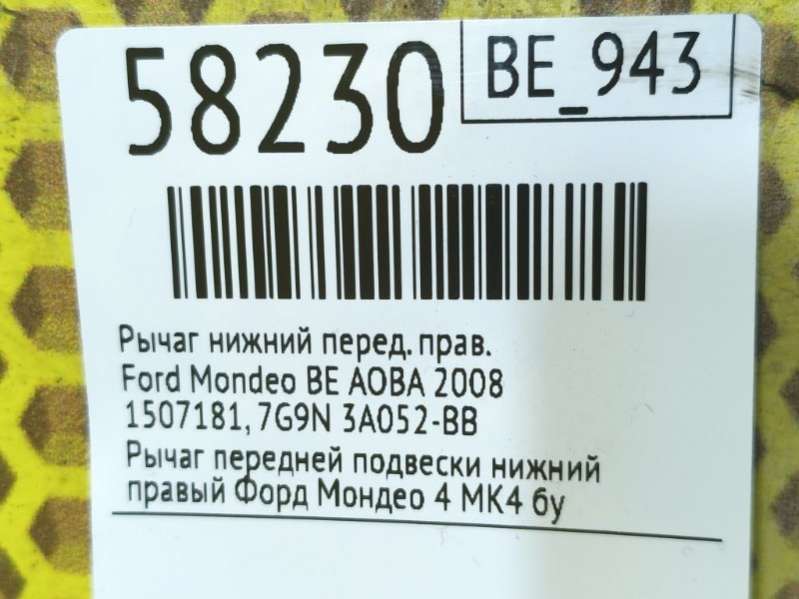 58230
BE_943
Рычаг нижний перед. прав.
Ford Mondeo BE AOBA 2008
1507181, 7G9N 3A052-BB
Рычаг передней подвески нижний
правый Форд Мондео 4 МК4 бу